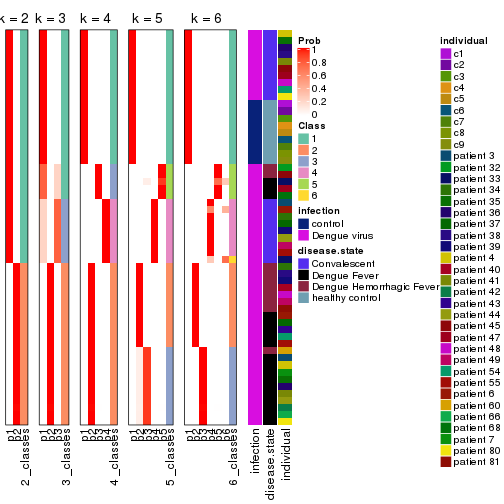 k = 2 k = 3 k = 4 k = 5 k = 6
Prob
1
0.8
0.6
0.4
0.2
0
Class
1
2
3
4
5
6
infection
control
Dengue virus
disease.state
Convalescent
Dengue Fever
Dengue Hemorrhagic Fever
healthy control
Individual
c1
c2
c3
c4
c5
c6
c7
c8
c9
patient 3
patient 32
patient 33
patient 34
patient 35
patient 36
patient 37
patient 38
patient 39
patient 4
patient 40
patient 41
patient 42
patient 43
patient 44
patient 45
patient 47
patient 48
patient 49
patient 54
patient 55
patient 6
patient 60
patient 66
patient 68
patient 7
patient 80
patient 81
p1
p2
2_classes
p1
p2
p3
3_classes
p1
p2
p3
p4
4_classes
p1
p2
p3
p4
p5
5_classes
p1
p2
p3
p4
p5
p6
6_classes
infection
disease.state
individual